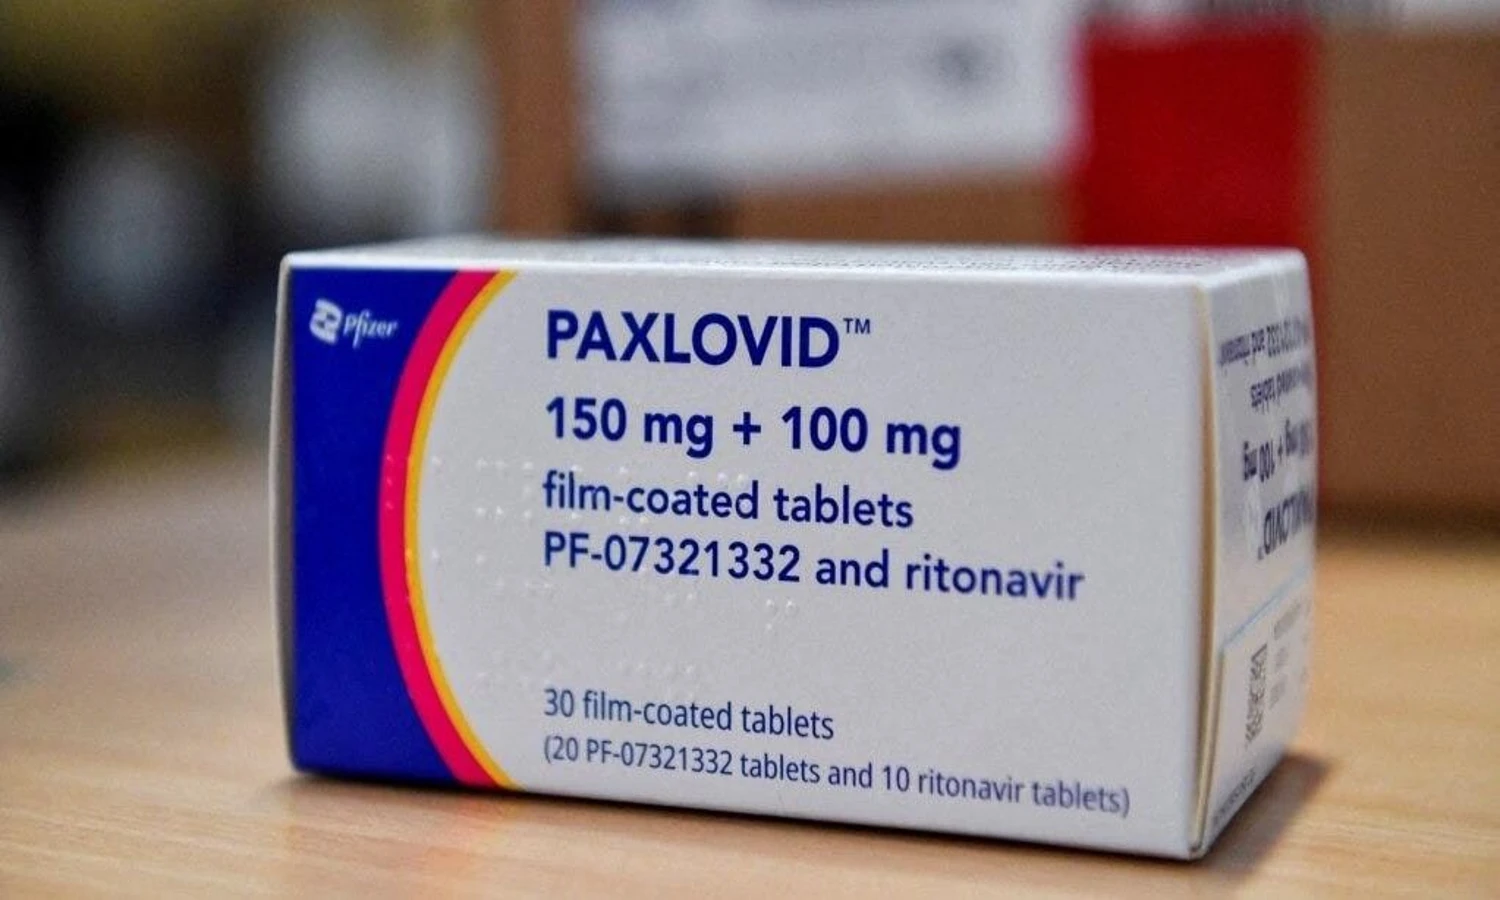 Pfizer
PAXLOVID™
150 mg + 100 mg
film-coated tablets
PF-07321332 and ritonavir
30 film-coated tablets
(20 PF-07321332 tablets and 10 ritonavir tablets)